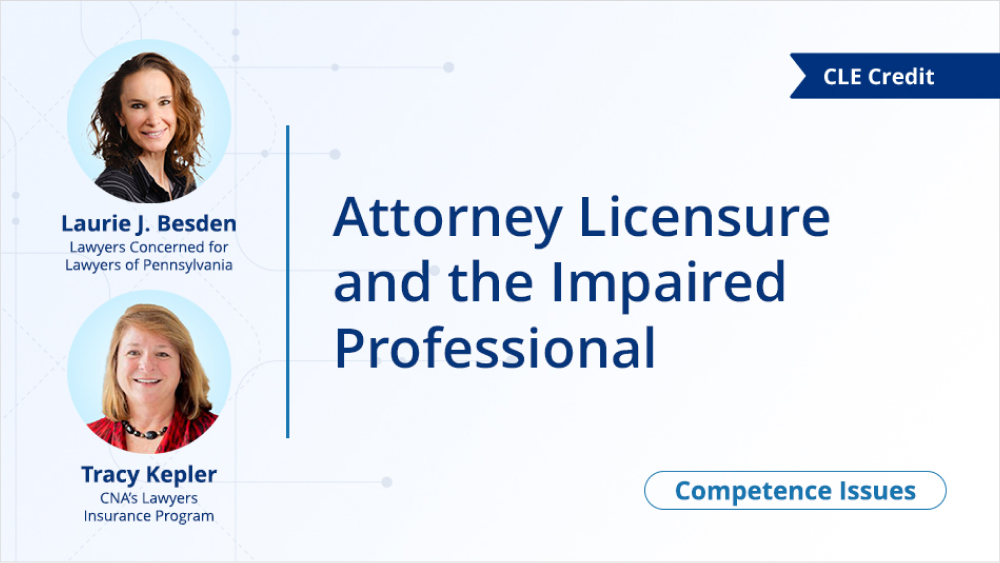 Laurie J. Besden
Lawyers Concerned for
Lawyers of Pennsylvania
Tracy Kepler
CNA's Lawyers
Insurance Program
CLE Credit
Attorney Licensure
and the Impaired
Professional
Competence Issues